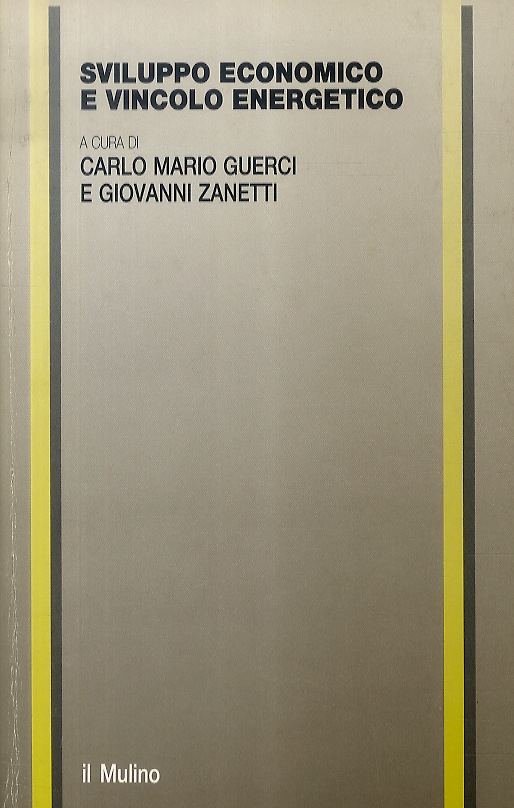 SVILUPPO ECONOMICO
E VINCOLO ENERGETICO
A CURA DI
CARLO MARIO GUERCI
E GIOVANNI ZANETTI
il Mulino